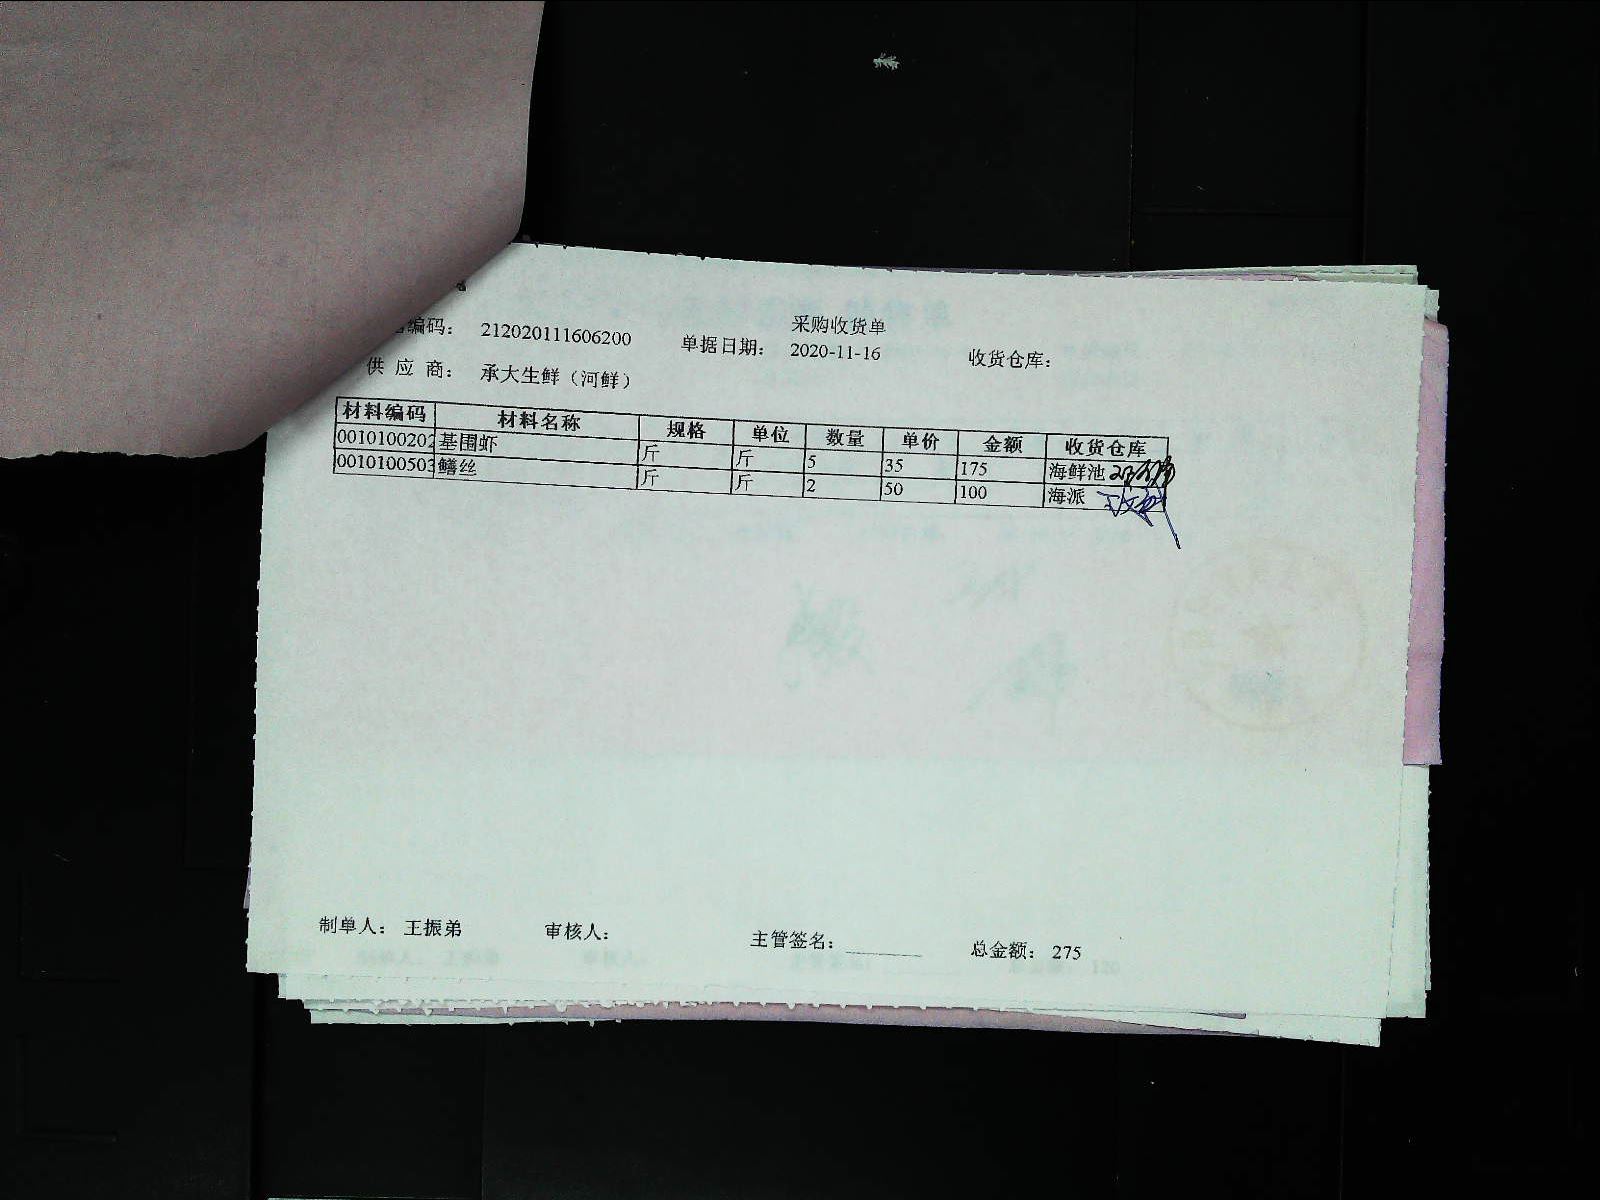 采购收货单
编码： 212020111606200 单据日期： 2020-11-16 收货仓库：
供 应 商： 承大生鲜（河鲜）
材料编码 材料名称 规格 单位 数量 单价 金额 收货仓库
0010100202 基围虾 斤 斤 5 35 175 海鲜池
0010100503 鳝丝 斤 斤 2 50 100 海派
制单人： 王振弟 审核人： 主管签名： 总金额： 275